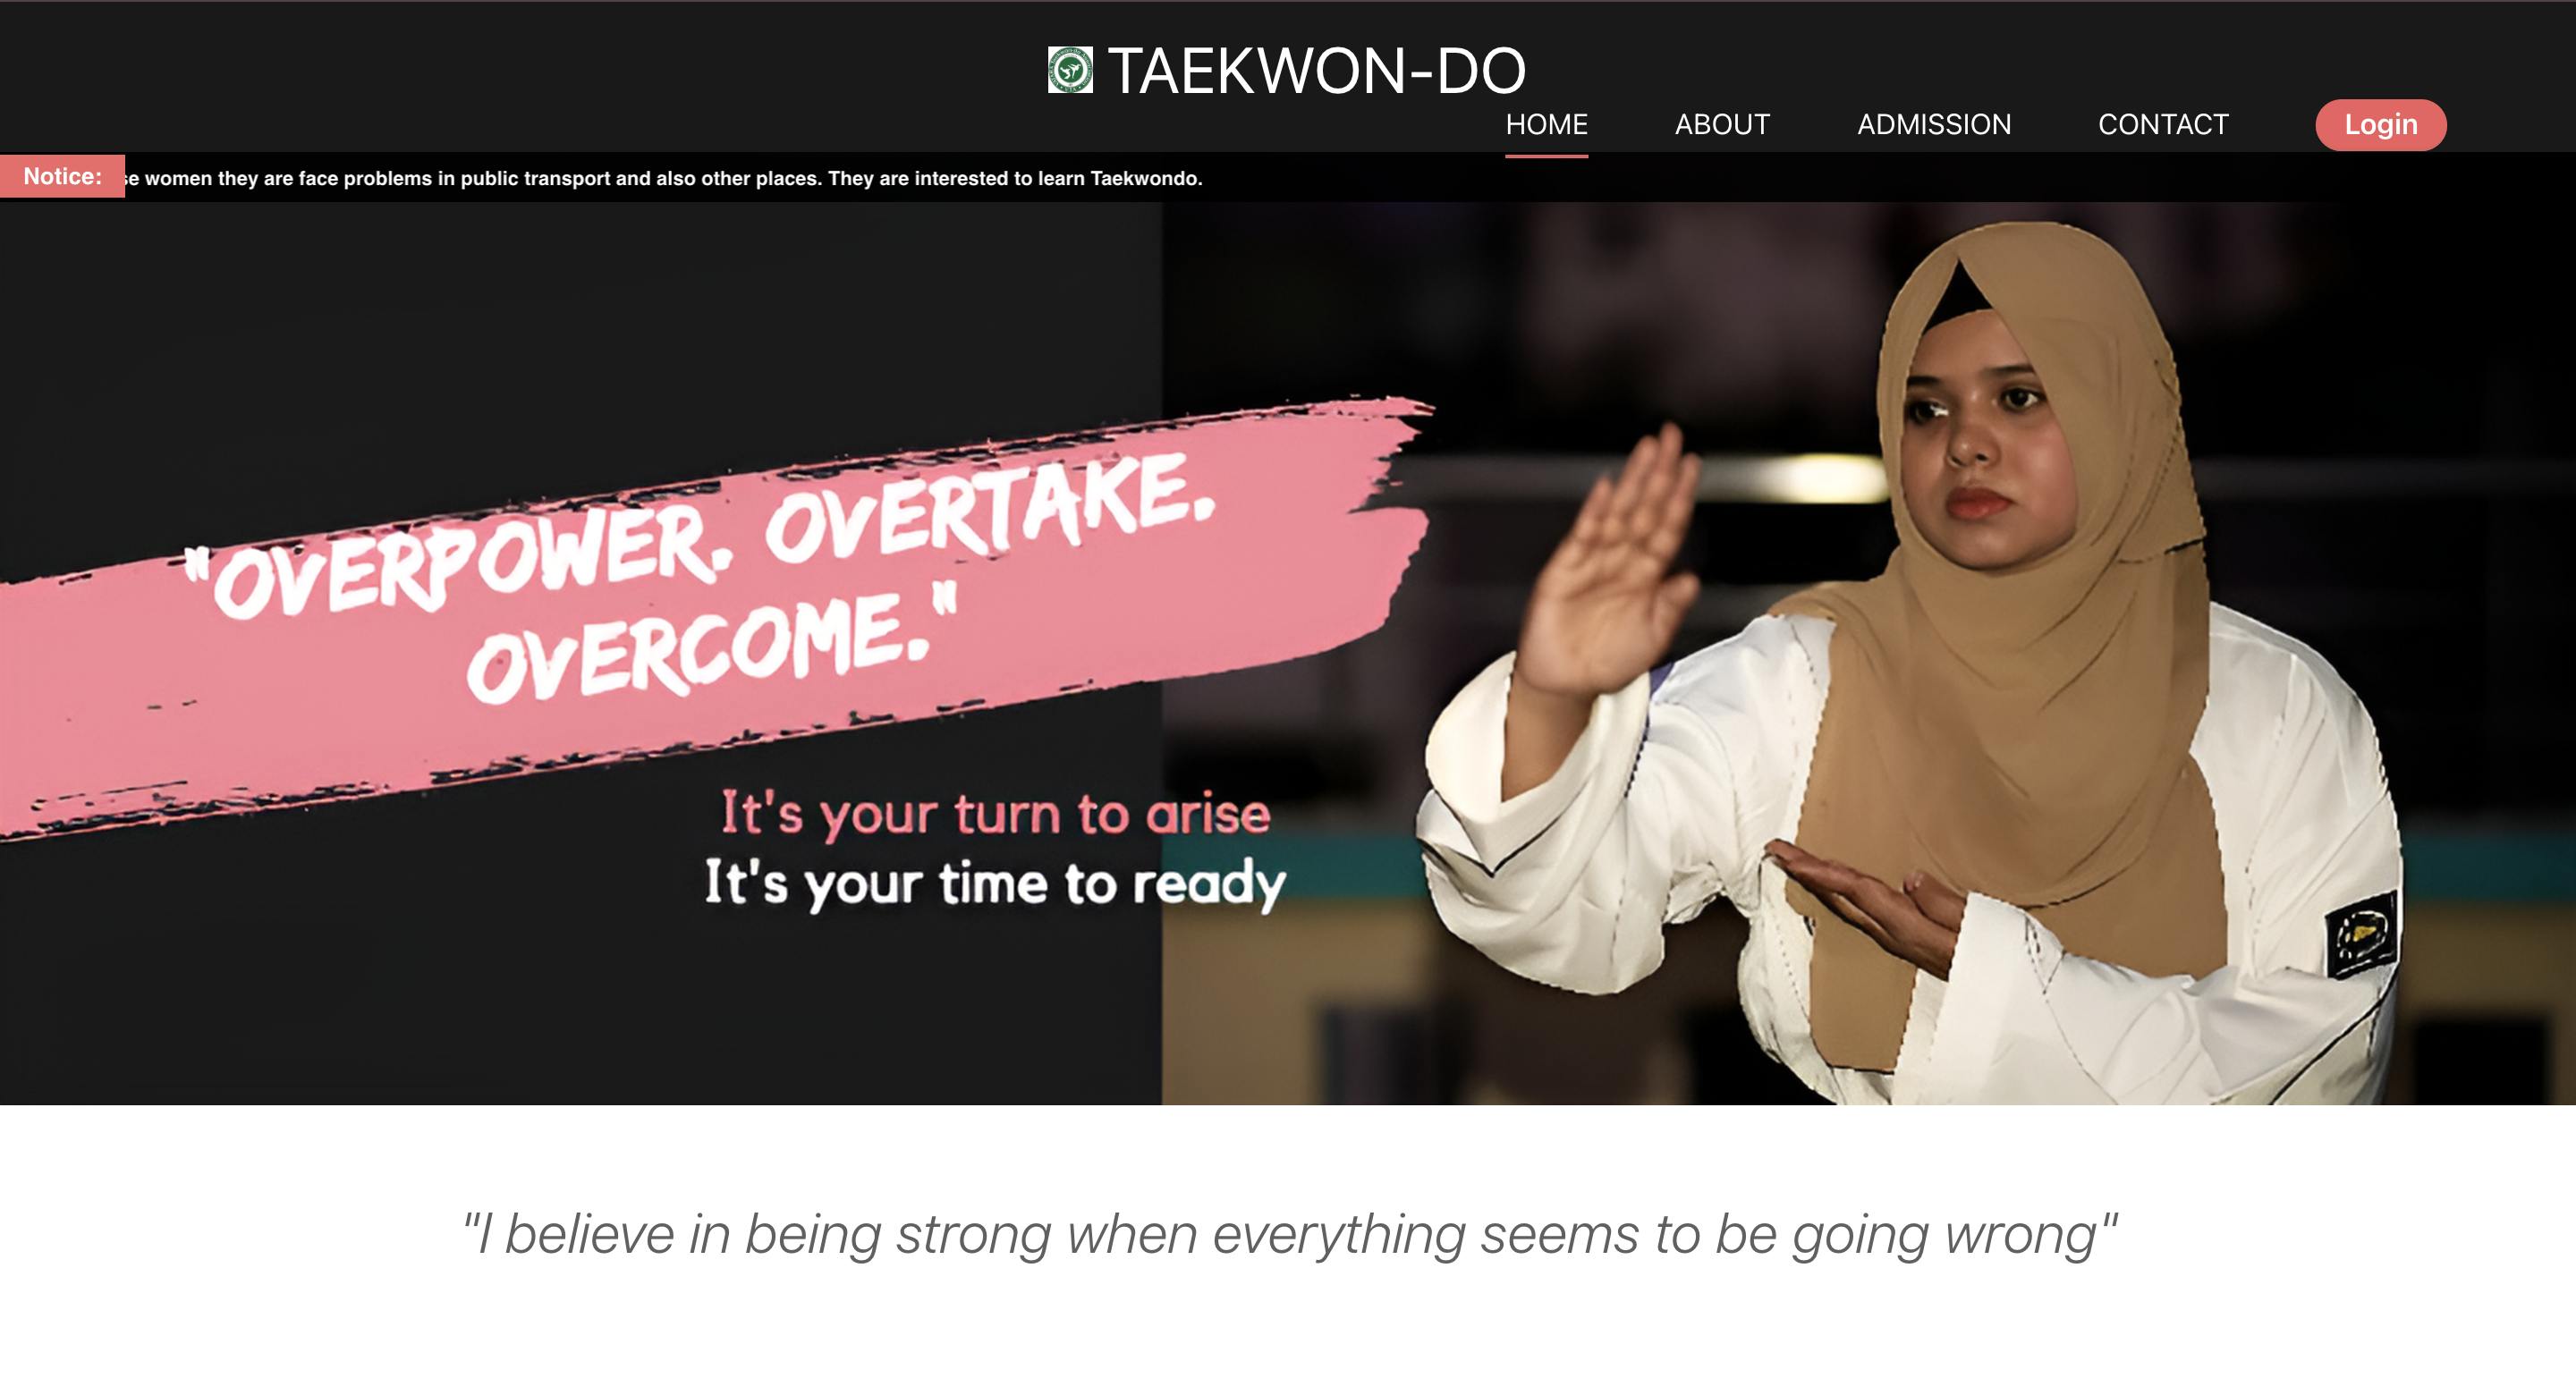 TAEKWON-DO
HOME ABOUT ADMISSION CONTACT Login
Notice: se women they are face problems in public transport and also other places. They are interested to learn Taekwondo.
"OVERPOWER. OVERTAKE.
OVERCOME."
It's your turn to arise
It's your time to ready
"I believe in being strong when everything seems to be going wrong"